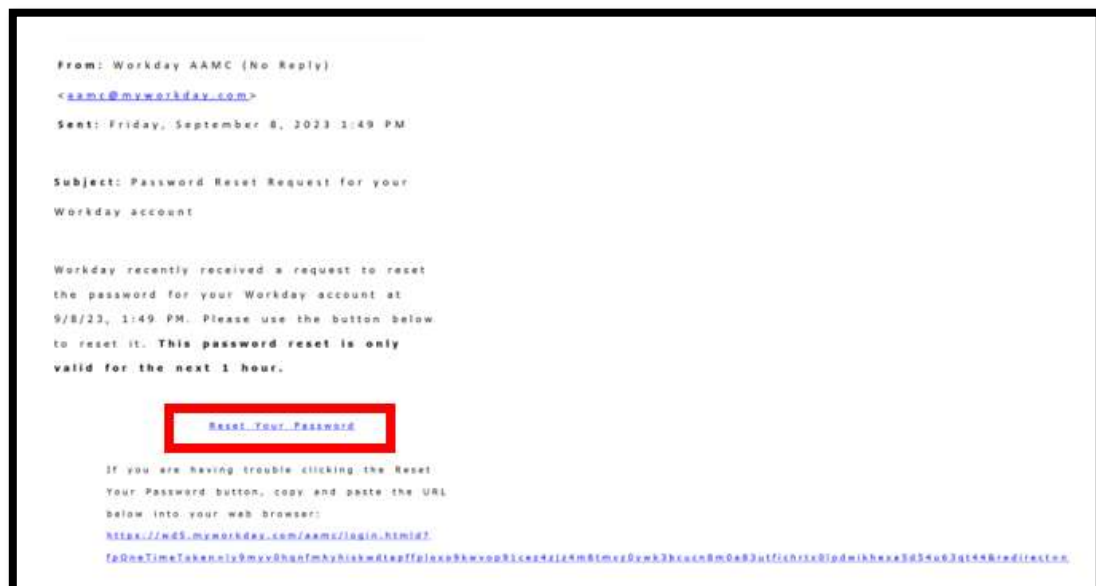 From: Workday AAMC (No Reply)
<aamc@myworkday.com>
Sent: Friday, September 8, 2023 1:49 PM
Subject: Password Reset Request for your
Workday account
Workday recently received a request to reset
the password for your Workday account at
9/8/23, 1:49 PM. Please use the button below
to reset it. This password reset is only
valid for the next 1 hour.
Reset Your Password
If you are having trouble clicking the Reset
Your Password button, copy and paste the URL
below into your web browser:
https://wd5.myworkday.com/aamc/login.htmld?